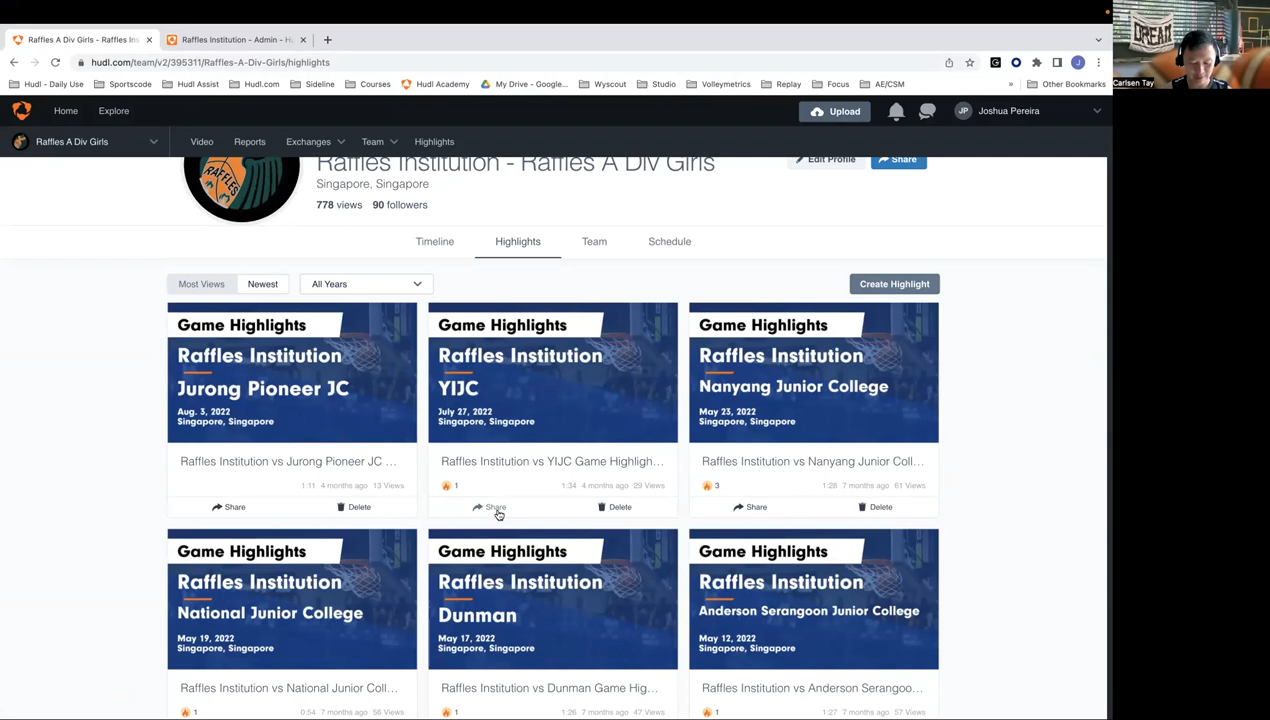 Raffles A Div Girls - Raffles Ins
Raffles Institution - Admin - H
hudl.com/team/v2/395311/Raffles-A-Div-Girls/highlights
Hudl - Daily Use
Sportscode
Hudl Assist
Hudl.com
Sideline
Courses
Hudl Academy
My Drive - Google...
Wyscout
Studio
Volleymetrics
Replay
Focus
AE/CSM
»
Other Bookmarks
Home
Explore
Upload
JP
Joshua Pereira
Raffles A Div Girls
Video
Reports
Exchanges
Team
Highlights
RAFFLES
Raffles Institution - Raffles A Div Girls
Singapore, Singapore
778 views
90 followers
Edit Profile
Share
Timeline
Highlights
Team
Schedule
Most Views
Newest
All Years
Create Highlight
Game Highlights
Raffles Institution
Jurong Pioneer JC
Aug. 3, 2022
Singapore, Singapore
Raffles Institution vs Jurong Pioneer JC ...
1:11 4 months ago 13 Views
Share
Delete
Game Highlights
Raffles Institution
YIJC
July 27, 2022
Singapore, Singapore
Raffles Institution vs YIJC Game Highligh...
1
1:34 4 months ago 29 Views
Share
Delete
Game Highlights
Raffles Institution
Nanyang Junior College
May 23, 2022
Singapore, Singapore
Raffles Institution vs Nanyang Junior Coll...
3
1:28 7 months ago 61 Views
Share
Delete
Game Highlights
Raffles Institution
National Junior College
May 19, 2022
Singapore, Singapore
Raffles Institution vs National Junior Coll...
1
0:54 7 months ago 56 Views
Game Highlights
Raffles Institution
Dunman
May 17, 2022
Singapore, Singapore
Raffles Institution vs Dunman Game Hig...
1
1:26 7 months ago 47 Views
Game Highlights
Raffles Institution
Anderson Serangoon Junior College
May 12, 2022
Singapore, Singapore
Raffles Institution vs Anderson Serangoo...
1
1:27 7 months ago 57 Views
DREAM
Carlsen Tay